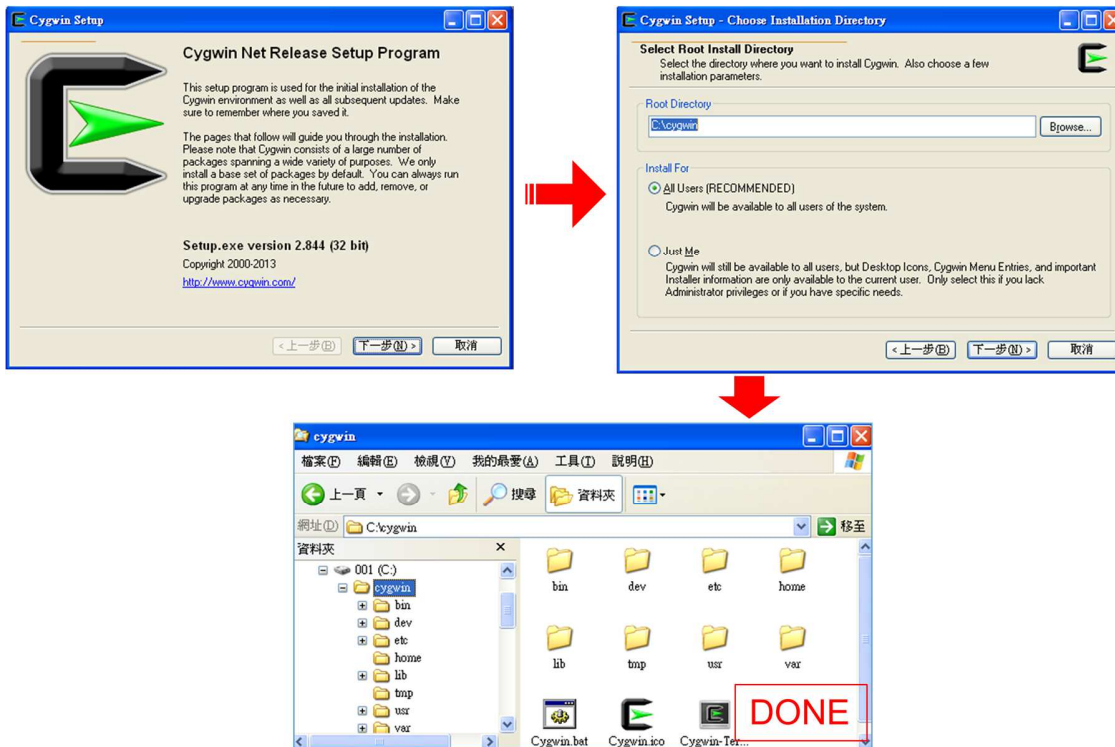 Cygwin Setup
Cygwin Net Release Setup Program
This setup program is used for the initial installation of the
Cygwin environment as well as all subsequent updates. Make
sure to remember where you saved it.
The pages that follow will guide you through the installation.
Please note that Cygwin consists of a large number of
packages spanning a wide variety of purposes. We only
install a base set of packages by default. You can always run
this program at any time in the future to add, remove, or
upgrade packages as necessary.
Setup.exe version 2.844 (32 bit)
Copyright 2000-2013
http://www.cygwin.com/
<上一步(B) 下一步(N)> 取消
Cygwin Setup - Choose Installation Directory
Select Root Install Directory
Select the directory where you want to install Cygwin. Also choose a few
installation parameters.
Root Directory
C:\cygwin Browse...
Install For
All Users (RECOMMENDED)
Cygwin will be available to all users of the system.
Just Me
Cygwin will still be available to all users, but Desktop Icons, Cygwin Menu Entries, and important
Installer information are only available to the current user. Only select this if you lack
Administrator privileges or if you have specific needs.
<上一步(B) 下一步(N)> 取消
cygwin
檔案(F) 編輯(E) 檢視(V) 我的最愛(A) 工具(T) 說明(H)
上一頁 搜尋 資料夾
網址(D) C:\cygwin 移至
資料夾
001 (C:)
cygwin
bin
dev
etc
home
lib
tmp
usr
var
bin dev etc home
lib tmp usr var
Cygwin.bat Cygwin.ico Cygwin-Ter...
DONE